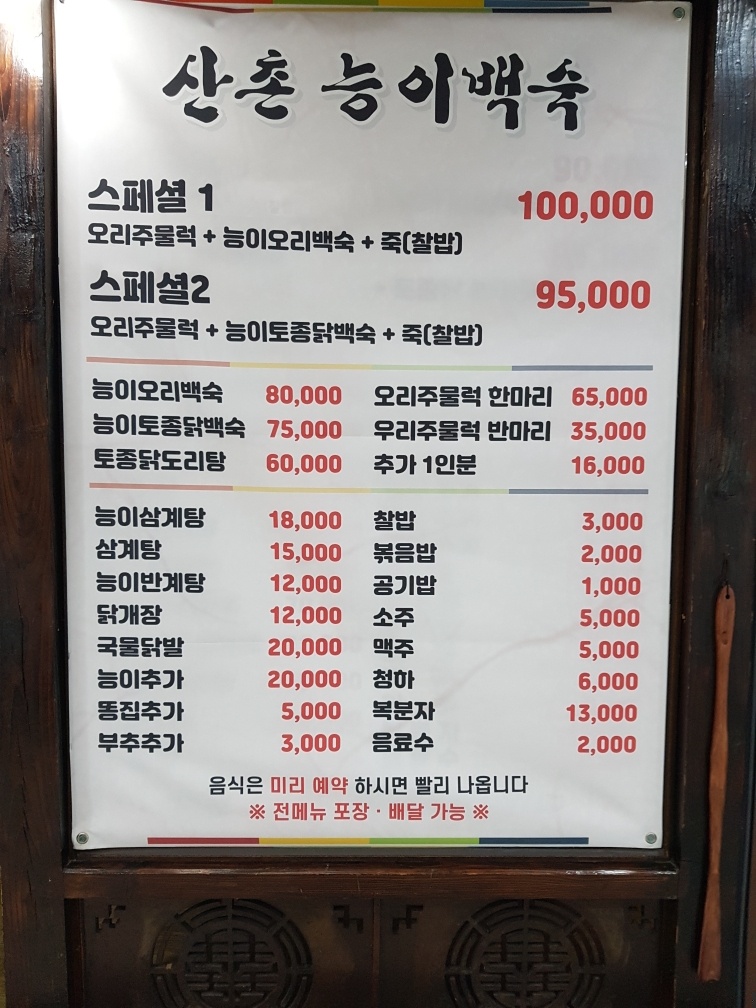 산촌 능이백숙
스페셜 1 100,000
오리주물럭 + 능이오리백숙 + 죽(찰밥)
스페셜2 95,000
오리주물럭 + 능이토종닭백숙 + 죽(찰밥)
능이오리백숙 80,000 오리주물럭 한마리 65,000
능이토종닭백숙 75,000 우리주물럭 반마리 35,000
토종닭도리탕 60,000 추가 1인분 16,000
능이삼계탕 18,000 찰밥 3,000
삼계탕 15,000 볶음밥 2,000
능이반계탕 12,000 공기밥 1,000
닭개장 12,000 소주 5,000
국물닭발 20,000 맥주 5,000
능이추가 20,000 청하 6,000
똥집추가 5,000 복분자 13,000
부추추가 3,000 음료수 2,000
음식은 미리 예약 하시면 빨리 나옵니다
※ 전메뉴 포장 · 배달 가능 ※